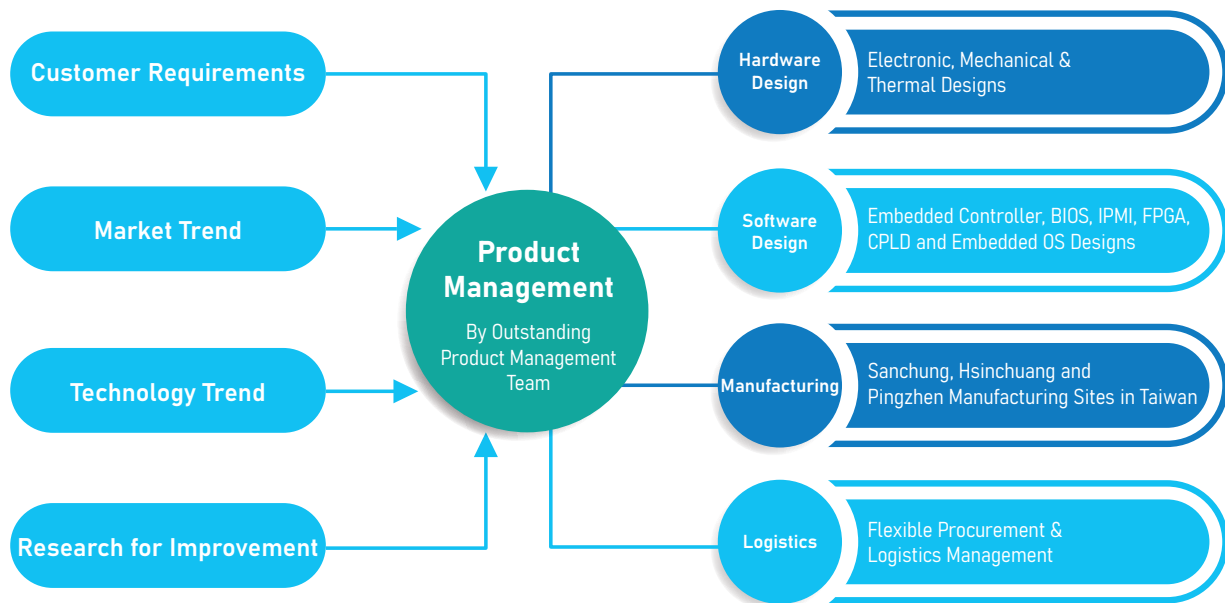 Customer Requirements
Market Trend
Technology Trend
Research for Improvement
Product
Management
By Outstanding
Product Management
Team
Hardware
Design
Electronic, Mechanical &
Thermal Designs
Software
Design
Embedded Controller, BIOS, IPMI, FPGA,
CPLD and Embedded OS Designs
Manufacturing
Sanchung, Hsinchuang and
Pingzhen Manufacturing Sites in Taiwan
Logistics
Flexible Procurement &
Logistics Management